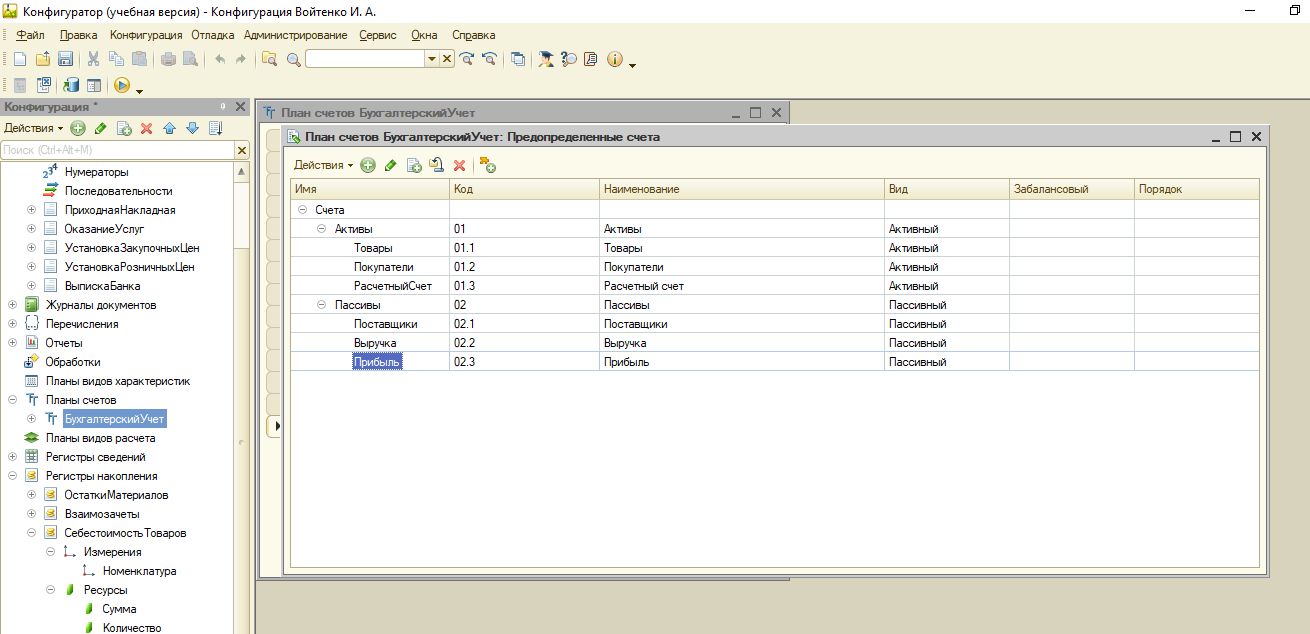 Конфигуратор (учебная версия) - Конфигурация Войтенко И. А.
Файл Правка Конфигурация Отладка Администрирование Сервис Окна Справка
Конфигурация *
Действия
Поиск (Ctrl+Alt+M)
Нумераторы
Последовательности
ПриходнаяНакладная
ОказаниеУслуг
УстановкаЗакупочныхЦен
УстановкаРозничныхЦен
ВыпискаБанка
Журналы документов
Перечисления
Отчеты
Обработки
Планы видов характеристик
Планы счетов
БухгалтерскийУчет
Планы видов расчета
Регистры сведений
Регистры накопления
ОстаткиМатериалов
Взаимозачеты
СебестоимостьТоваров
Измерения
Номенклатура
Ресурсы
Сумма
Количество
План счетов БухгалтерскийУчет
План счетов БухгалтерскийУчет: Предопределенные счета
Действия
Имя Код Наименование Вид Забалансовый Порядок
Счета
Активы 01 Активы Активный
Товары 01.1 Товары Активный
Покупатели 01.2 Покупатели Активный
РасчетныйСчет 01.3 Расчетный счет Активный
Пассивы 02 Пассивы Пассивный
Поставщики 02.1 Поставщики Пассивный
Выручка 02.2 Выручка Пассивный
Прибыль 02.3 Прибыль Пассивный